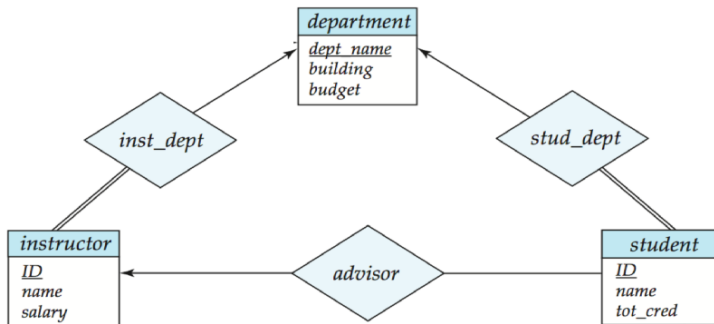 department
dept_name
building
budget
inst_dept
stud_dept
instructor
ID
name
salary
advisor
student
ID
name
tot_cred